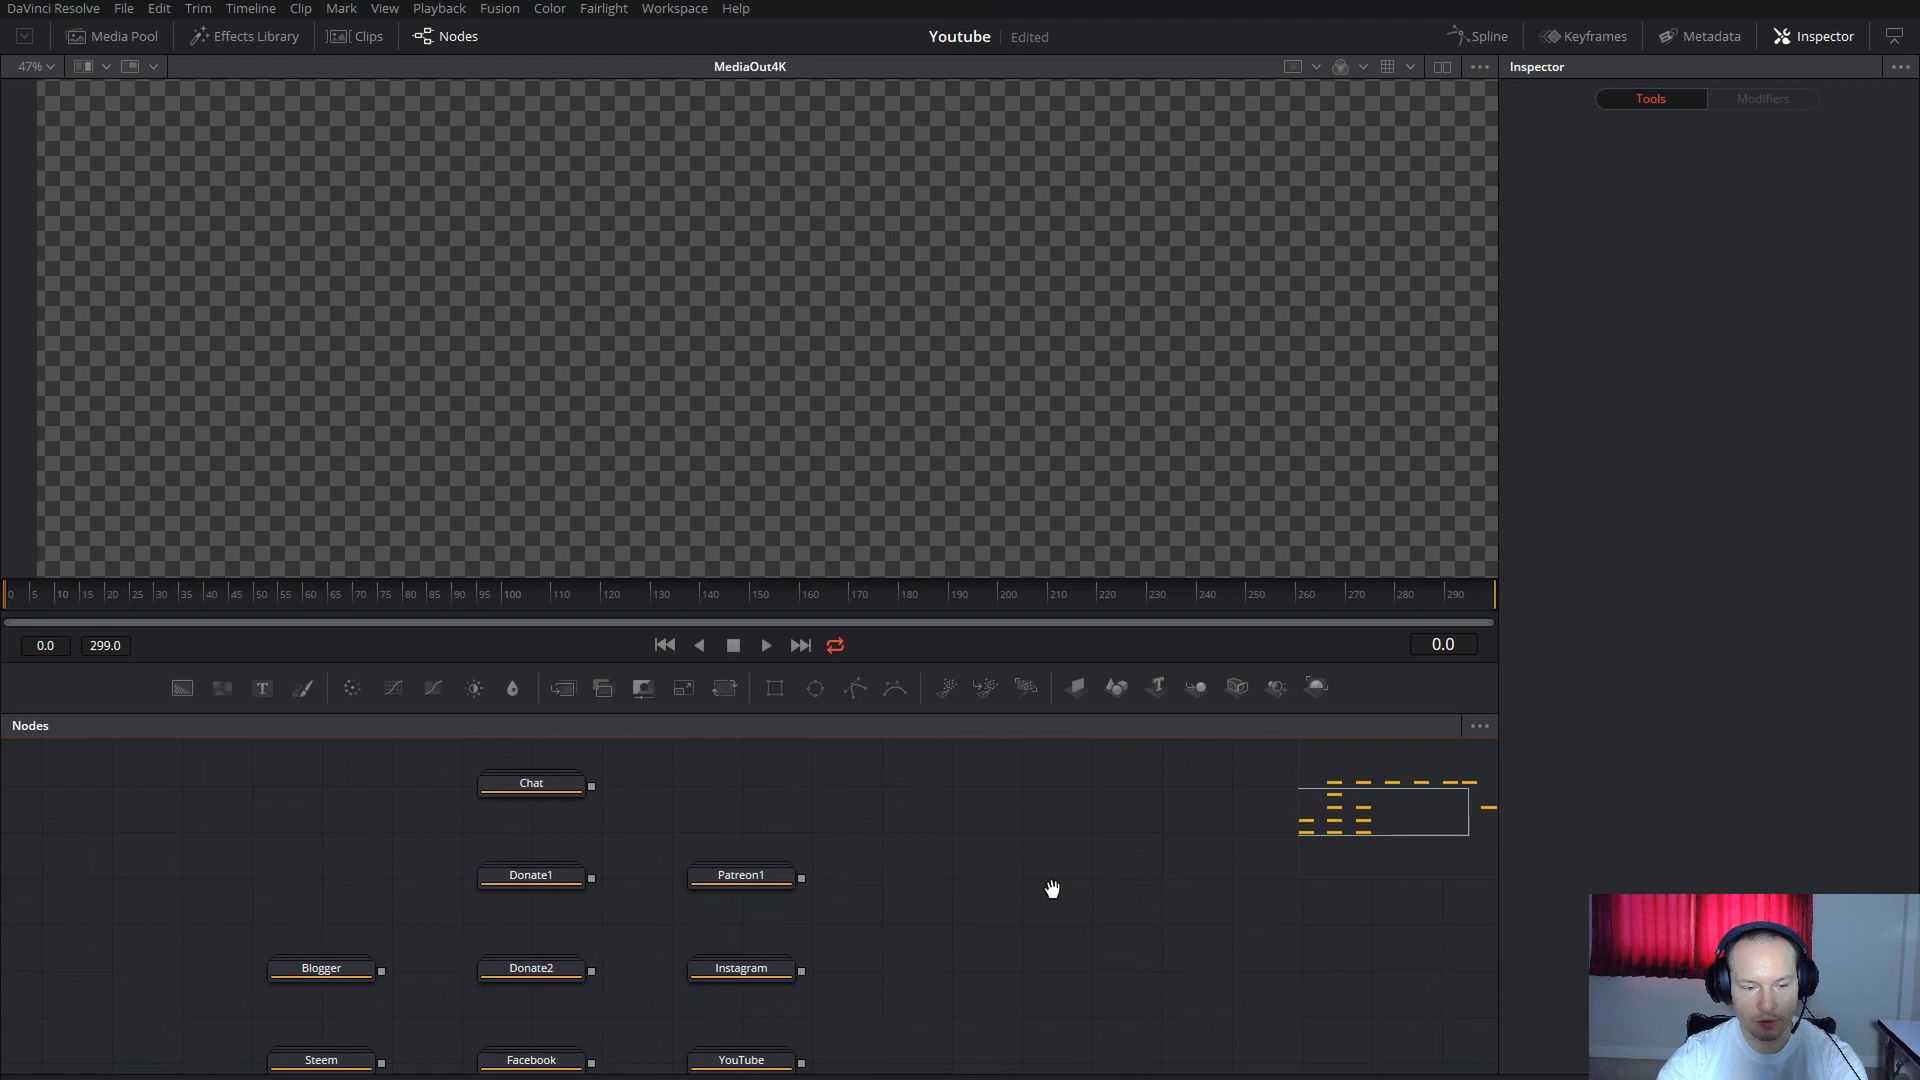 DaVinci Resolve File Edit Trim Timeline Clip Mark View Playback Fusion Color Fairlight Workspace Help
Media Pool Effects Library Clips Nodes Youtube Edited Spline Keyframes Metadata Inspector
47% MediaOut4K Inspector
Tools Modifiers
0 5 10 15 20 25 30 35 40 45 50 55 60 65 70 75 80 85 90 95 100 110 120 130 140 150 160 170 180 190 200 210 220 230 240 250 260 270 280 290
0.0 299.0 0.0
T T
Nodes
Chat
Donate1 Patreon1
Blogger Donate2 Instagram
Steem Facebook YouTube